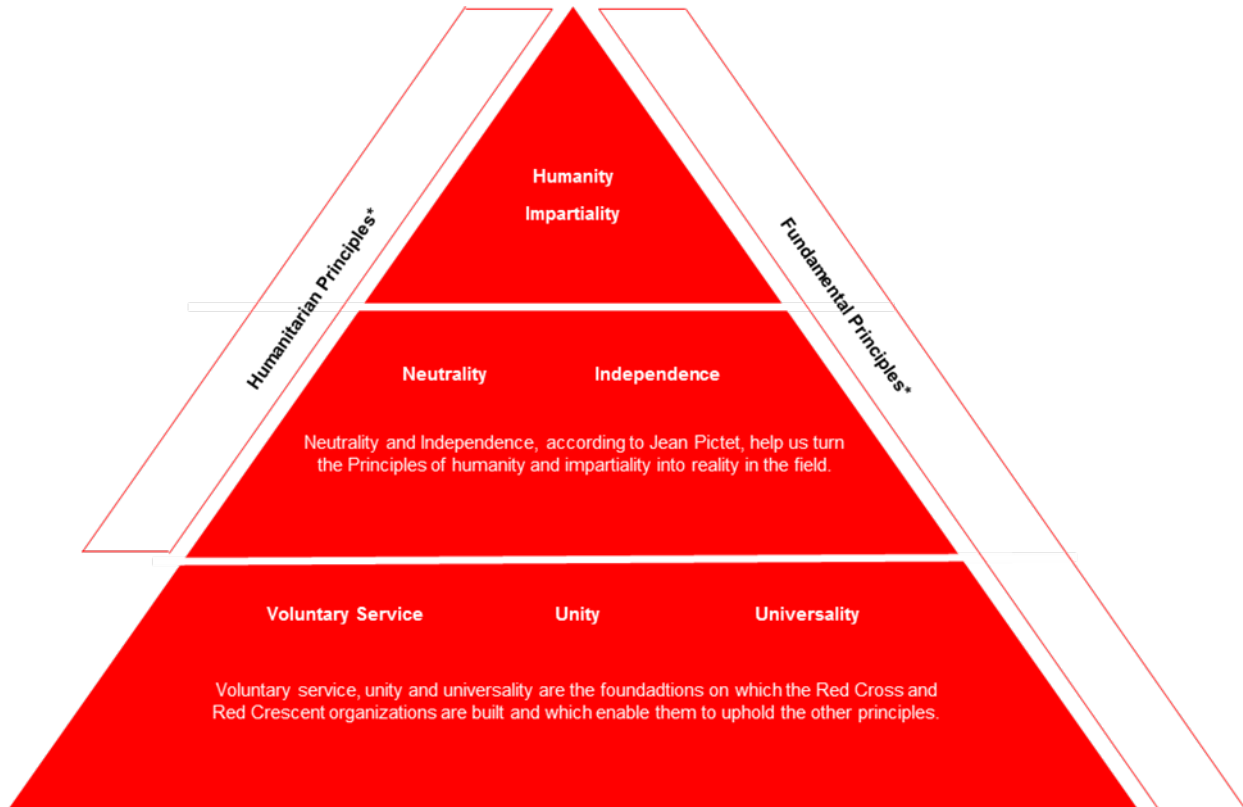 Humanity
Impartiality
Humanitarian Principles*
Fundamental Principles*
Neutrality Independence
Neutrality and Independence, according to Jean Pictet, help us turn
the Principles of humanity and impartiality into reality in the field.
Voluntary Service Unity Universality
Voluntary service, unity and universality are the foundadtions on which the Red Cross and
Red Crescent organizations are built and which enable them to uphold the other principles.